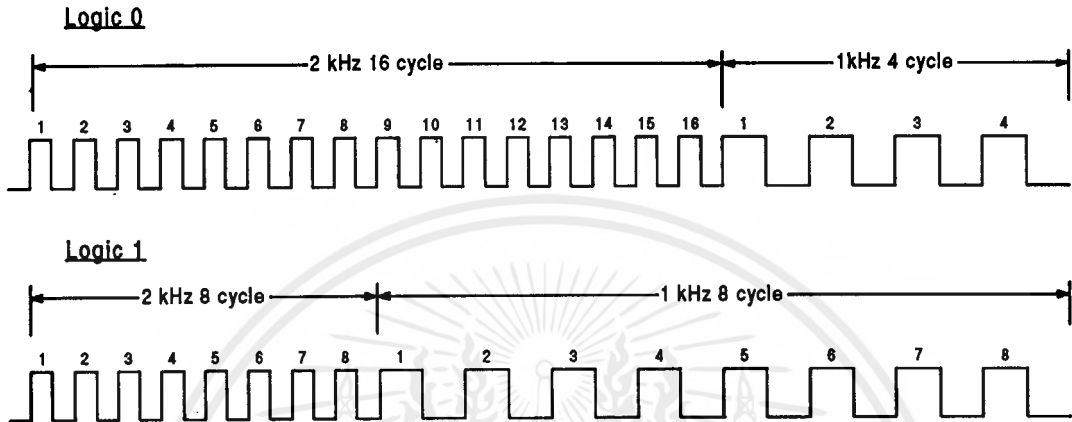 Logic 0
2 kHz 16 cycle 1kHz 4 cycle
1 2 3 4 5 6 7 8 9 10 11 12 13 14 15 16 1 2 3 4
Logic 1
2 kHz 8 cycle 1 kHz 8 cycle
1 2 3 4 5 6 7 8 1 2 3 4 5 6 7 8